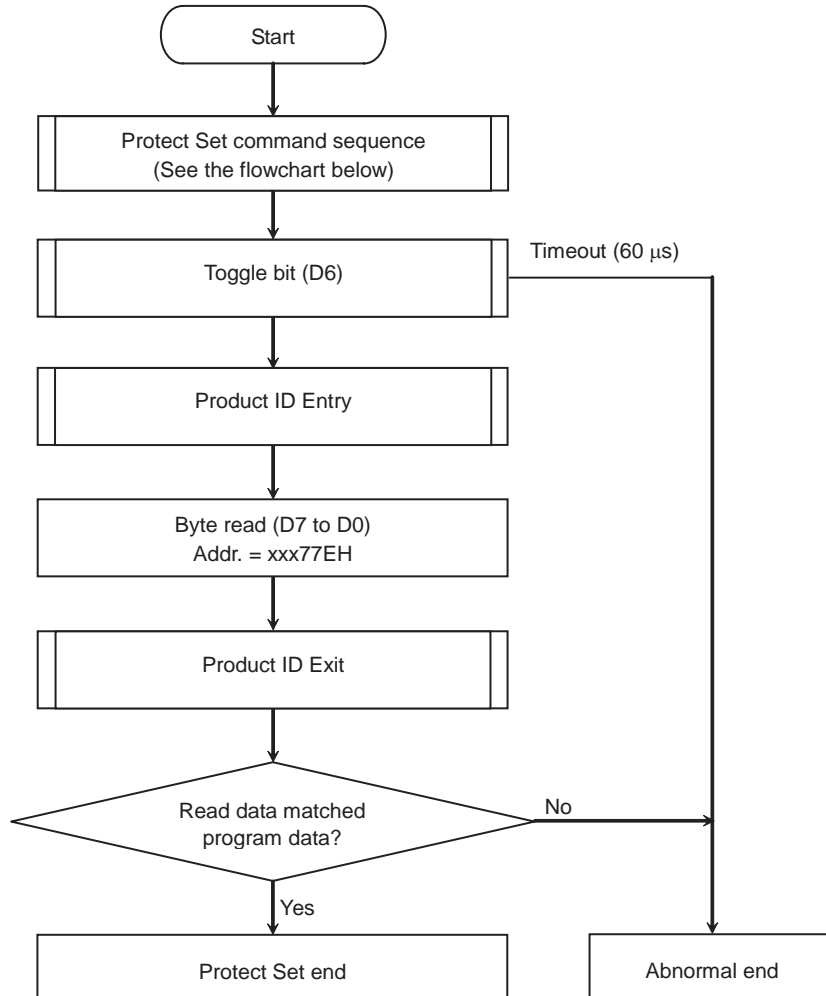 Start
Protect Set command sequence
(See the flowchart below)
Timeout (60 μs)
Toggle bit (D6)
Product ID Entry
Byte read (D7 to D0)
Addr. = xxx77EH
Product ID Exit
Read data matched
program data?
No
Yes
Protect Set end
Abnormal end